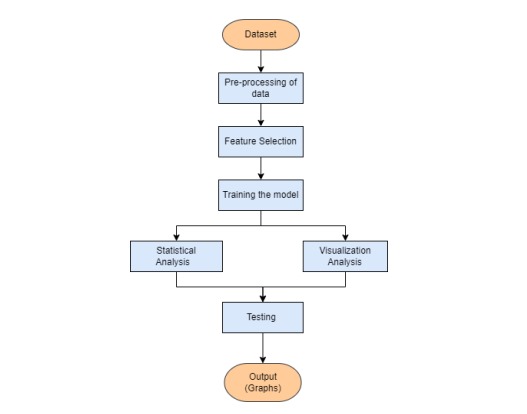 Dataset
Pre-processing of
data
Feature Selection
Training the model
Statistical
Analysis
Visualization
Analysis
Testing
Output
(Graphs)